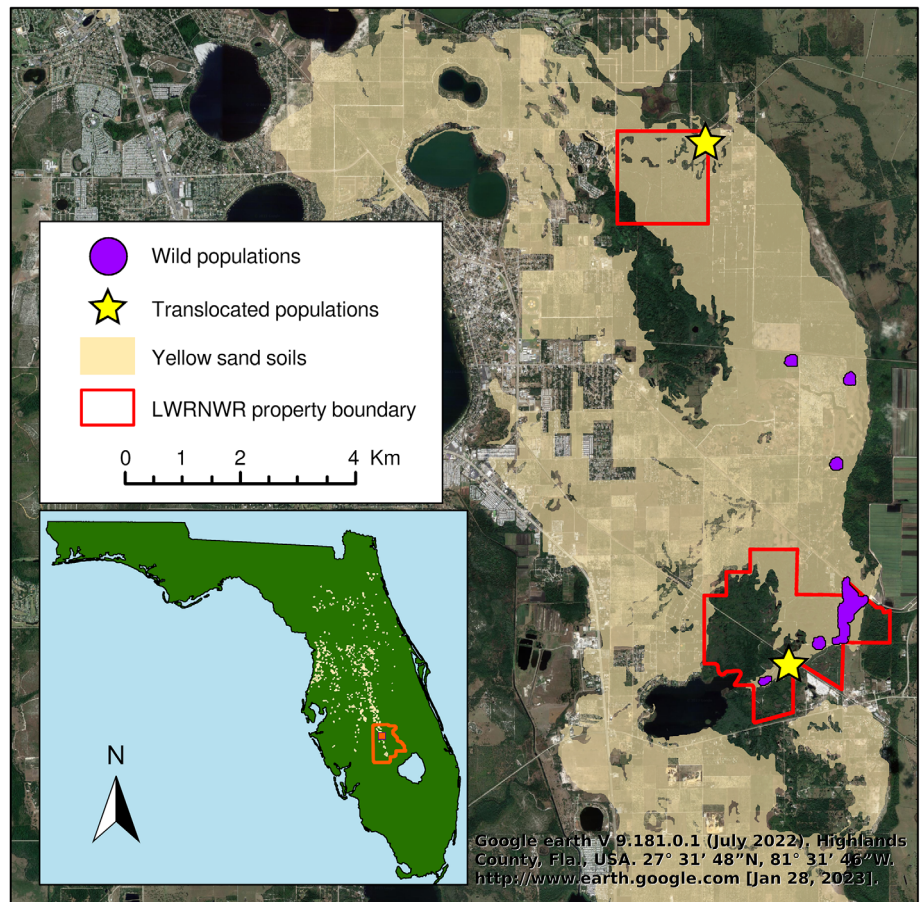 Wild populations
Translocated populations
Yellow sand soils
LWRNWR property boundary
0 1 2 4 Km
N
Google earth V 9.181.0.1 (July 2022). Highlands
County, Fla., USA. 27° 31’ 48”N, 81° 31’ 46”W.
http://www.earth.google.com [Jan 28, 2023].